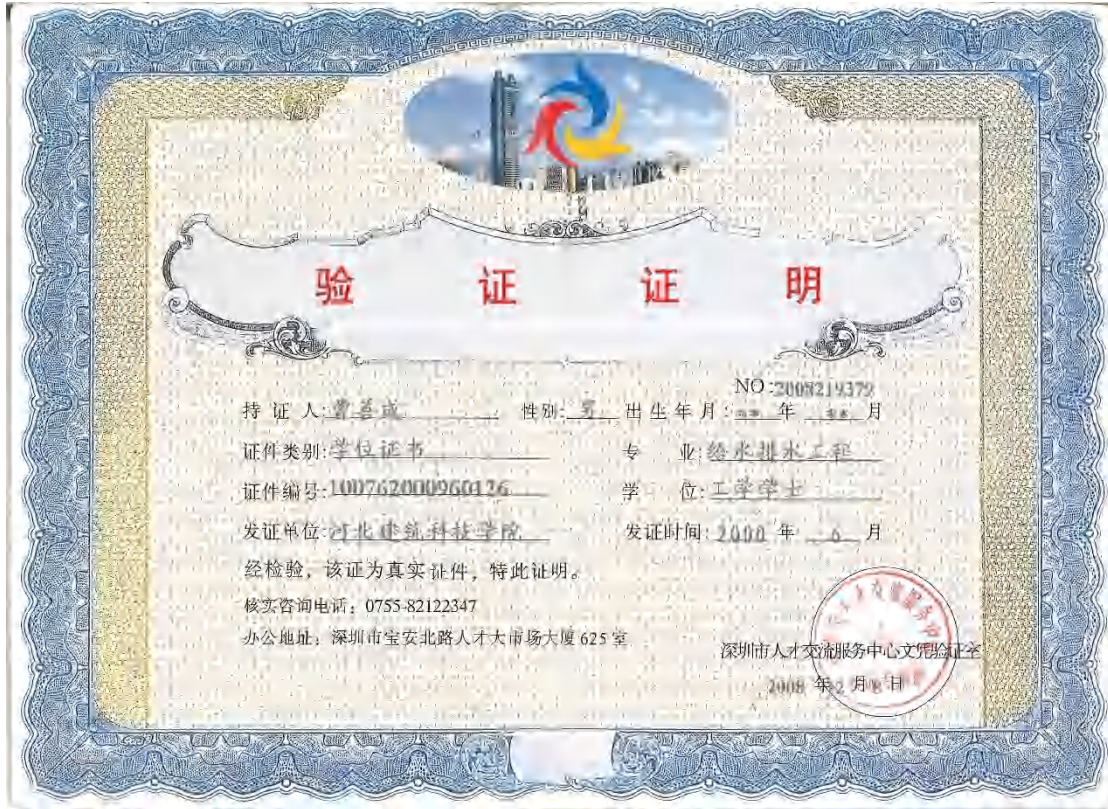 验 证 证 明
NO:2008219379
持 证 人:曹益成 性别:男 出生年月:** 年 ** 月
证件类别:学位证书 专 业:给水排水工程
证件编号:100762000960126 学 位:工学学士
发证单位:河北建筑科技学院 发证时间:2000 年 6 月
经检验，该证为真实证件，特此证明。
核实咨询电话：0755-82122347
办公地址：深圳市宝安北路人才大市场大厦 625 室
深圳市人才交流服务中心文凭验证室
2008 年2 月8 日